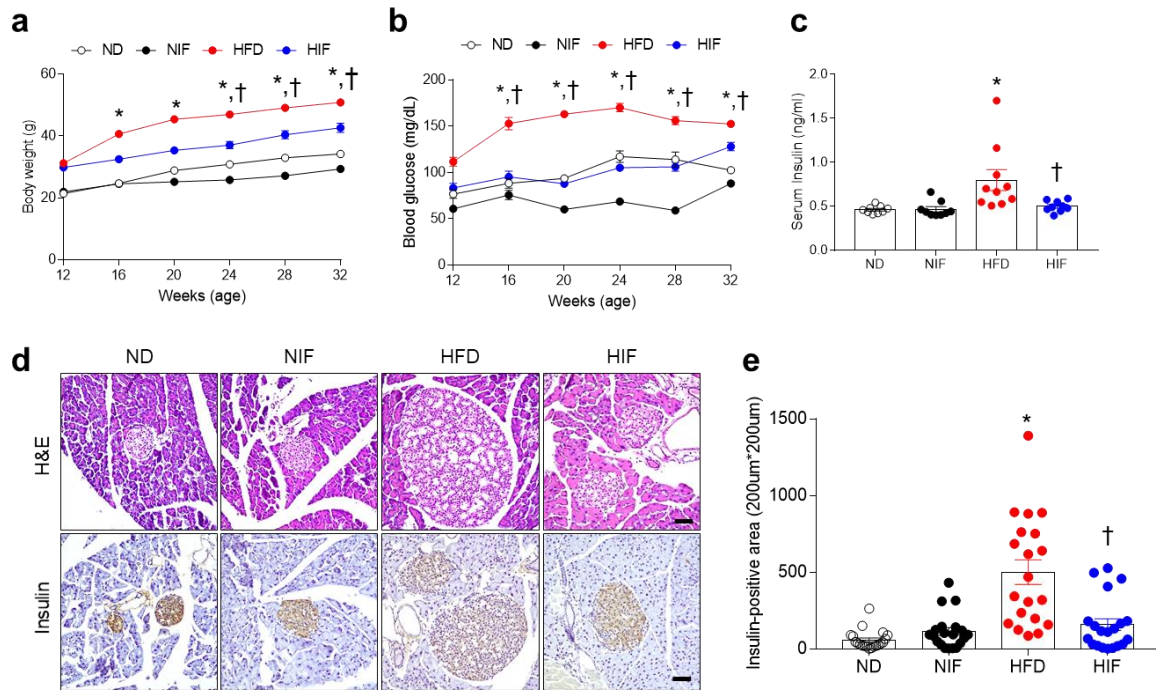 a
ND NIF HFD HIF
60
40
20
0
Body weight (g)
* * *,† *,† *,†
12 16 20 24 28 32
Weeks (age)
b
ND NIF HFD HIF
200
150
100
50
0
Blood glucose (mg/dL)
*,† *,† *,† *,† *,†
12 16 20 24 28 32
Weeks (age)
c
2.0
1.5
1.0
0.5
0.0
Serum insulin (ng/ml)
*
†
ND NIF HFD HIF
d
ND NIF HFD HIF
H&E
Insulin
e
1500
1000
500
0
Insulin-positive area (200um*200um)
*
†
ND NIF HFD HIF